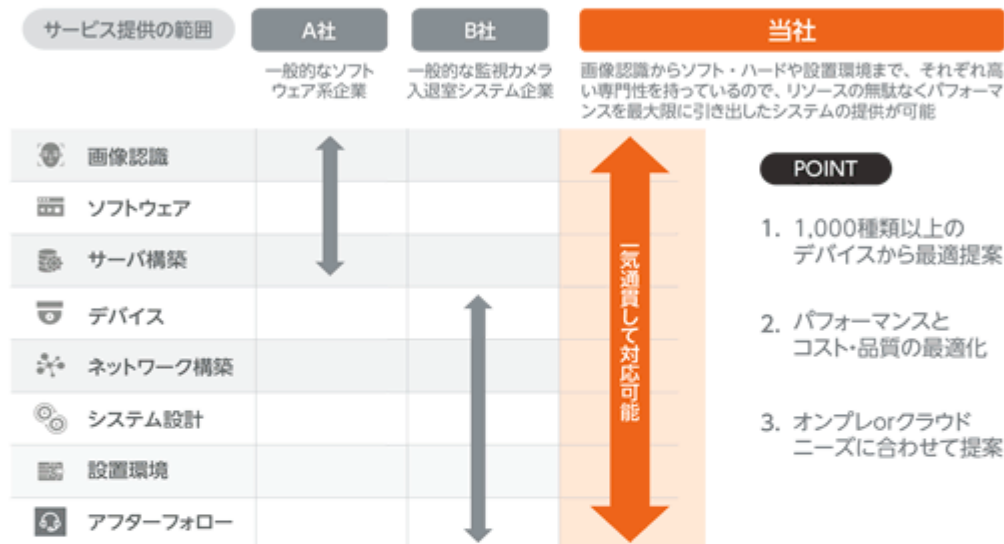 サービス提供の範囲
A社
B社
当社
一般的なソフト
ウェア系企業
一般的な監視カメラ
入退室システム企業
画像認識からソフト・ハードや設置環境まで、それぞれ高
い専門性を持っているので、リソースの無駄なくパフォーマ
ンスを最大限に引き出したシステムの提供が可能
画像認識
ソフトウェア
サーバ構築
デバイス
ネットワーク構築
システム設計
設置環境
アフターフォロー
一気通貫して対応可能
POINT
1. 1,000種類以上の
デバイスから最適提案
2. パフォーマンスと
コスト・品質の最適化
3. オンプレorクラウド
ニーズに合わせて提案